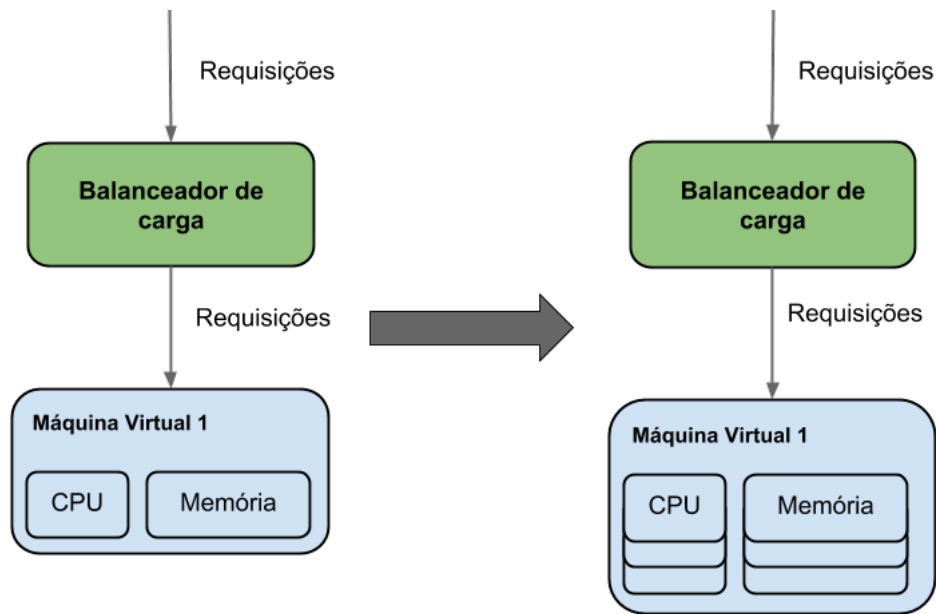 Requisições
Balanceador de
carga
Requisições
Máquina Virtual 1
CPU
Memória
Requisições
Balanceador de
carga
Requisições
Máquina Virtual 1
CPU
Memória